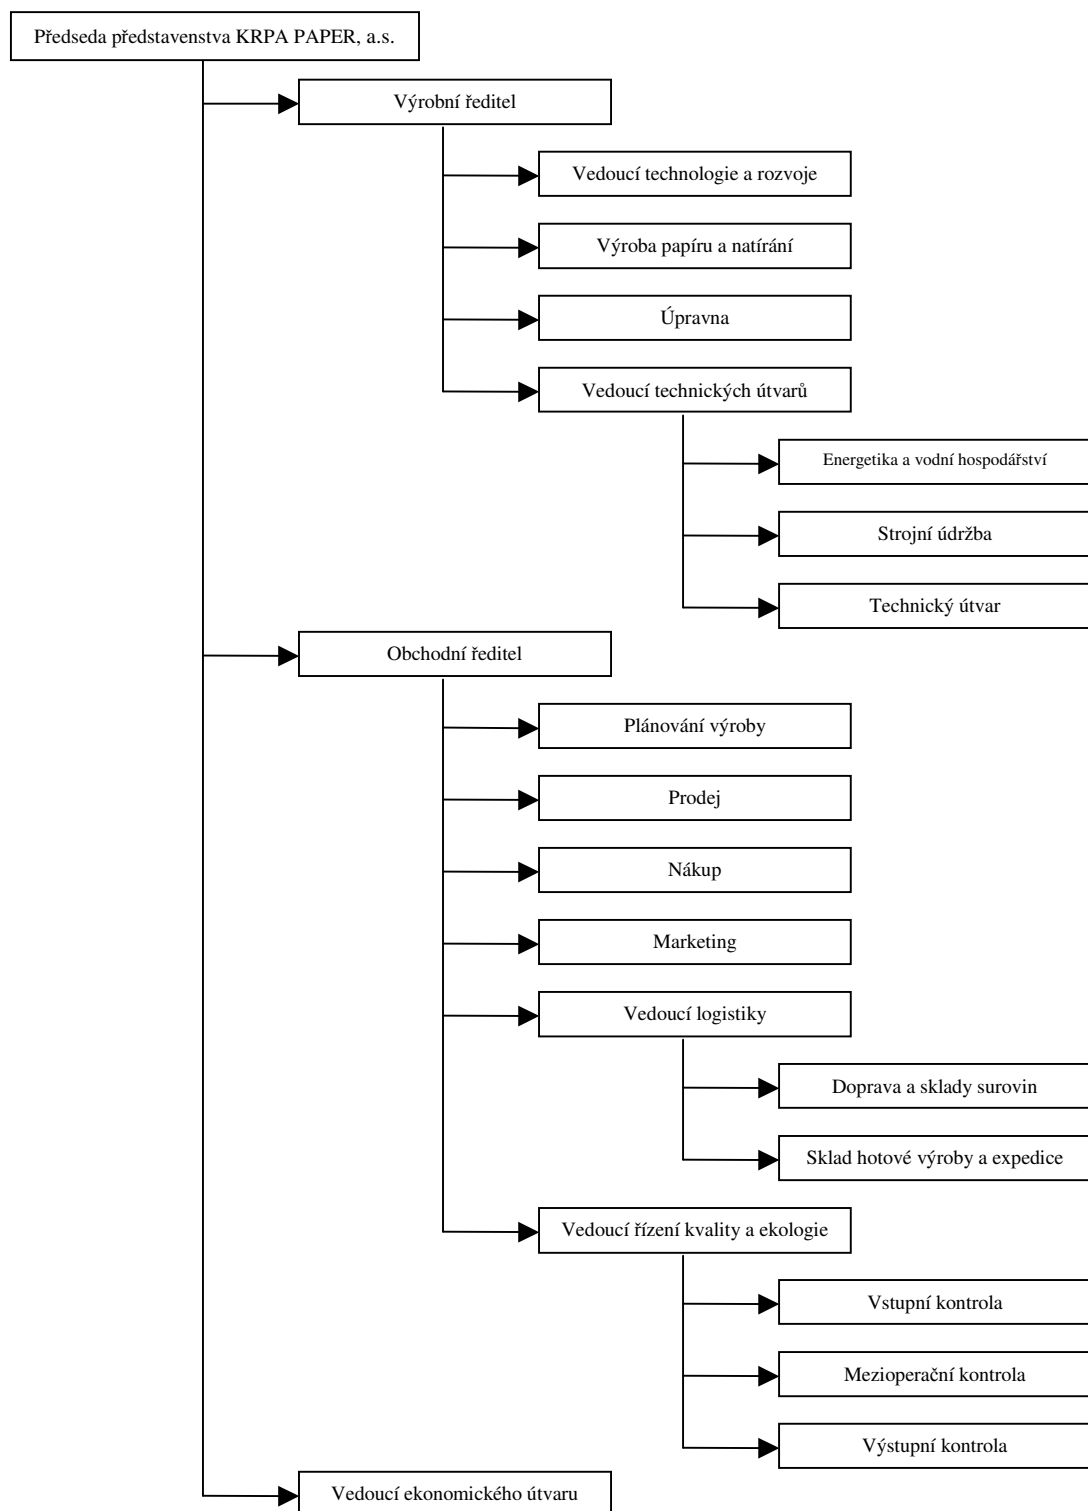 Předseda představenstva KRPA PAPER, a.s.
Výrobní ředitel
Vedoucí technologie a rozvoje
Výroba papíru a natírání
Úpravna
Vedoucí technických útvarů
Energetika a vodní hospodářství
Strojní údržba
Technický útvar
Obchodní ředitel
Plánování výroby
Prodej
Nákup
Marketing
Vedoucí logistiky
Doprava a sklady surovin
Sklad hotové výroby a expedice
Vedoucí řízení kvality a ekologie
Vstupní kontrola
Mezioperační kontrola
Výstupní kontrola
Vedoucí ekonomického útvaru